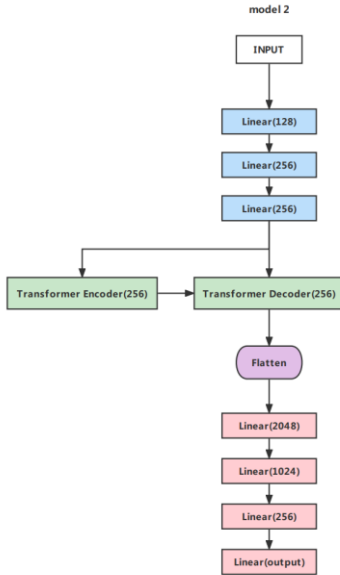 model 2
INPUT
Linear(128)
Linear(256)
Linear(256)
Transformer Encoder(256)
Transformer Decoder(256)
Flatten
Linear(2048)
Linear(1024)
Linear(256)
Linear(output)